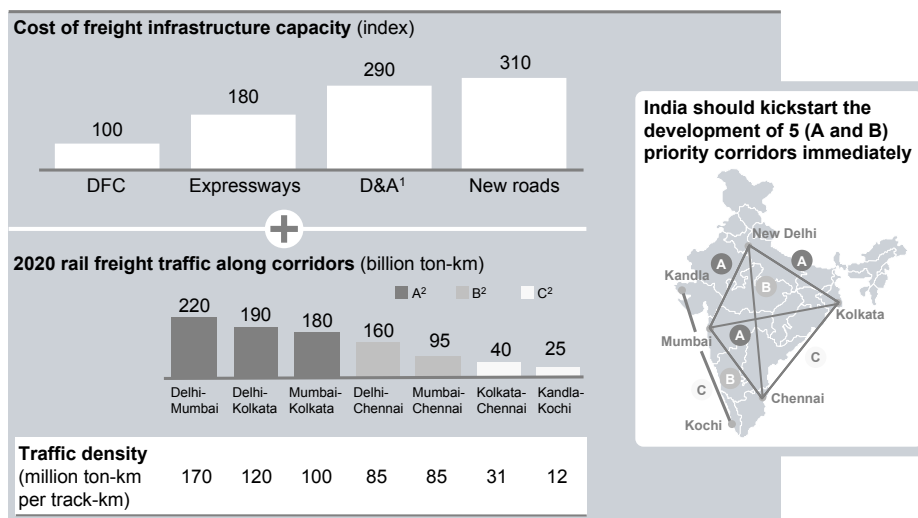 Cost of freight infrastructure capacity (index)
100
180
290
310
DFC
Expressways
D&A¹
New roads
+
2020 rail freight traffic along corridors (billion ton-km)
A²
B²
C²
220
190
180
160
95
40
25
Delhi-
Mumbai
Delhi-
Kolkata
Mumbai-
Kolkata
Delhi-
Chennai
Mumbai-
Chennai
Kolkata-
Chennai
Kandla-
Kochi
Traffic density
(million ton-km
per track-km)
170
120
100
85
85
31
12
India should kickstart the
development of 5 (A and B)
priority corridors immediately
New Delhi
A
A
Kandla
B
Kolkata
Mumbai
A
C
B
C
Chennai
Kochi